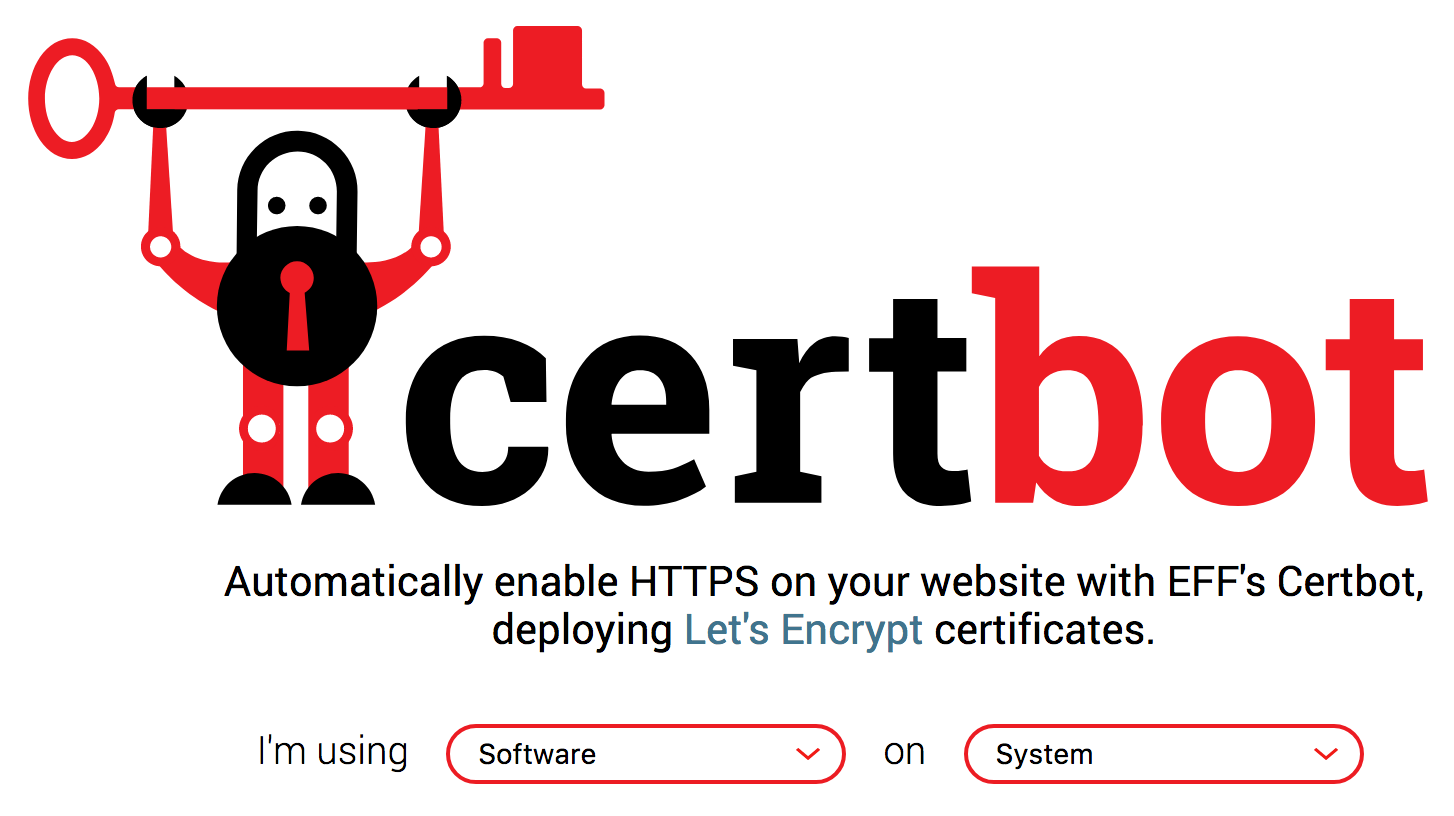 certbot
Automatically enable HTTPS on your website with EFF's Certbot,
deploying Let's Encrypt certificates.
I'm using Software on System